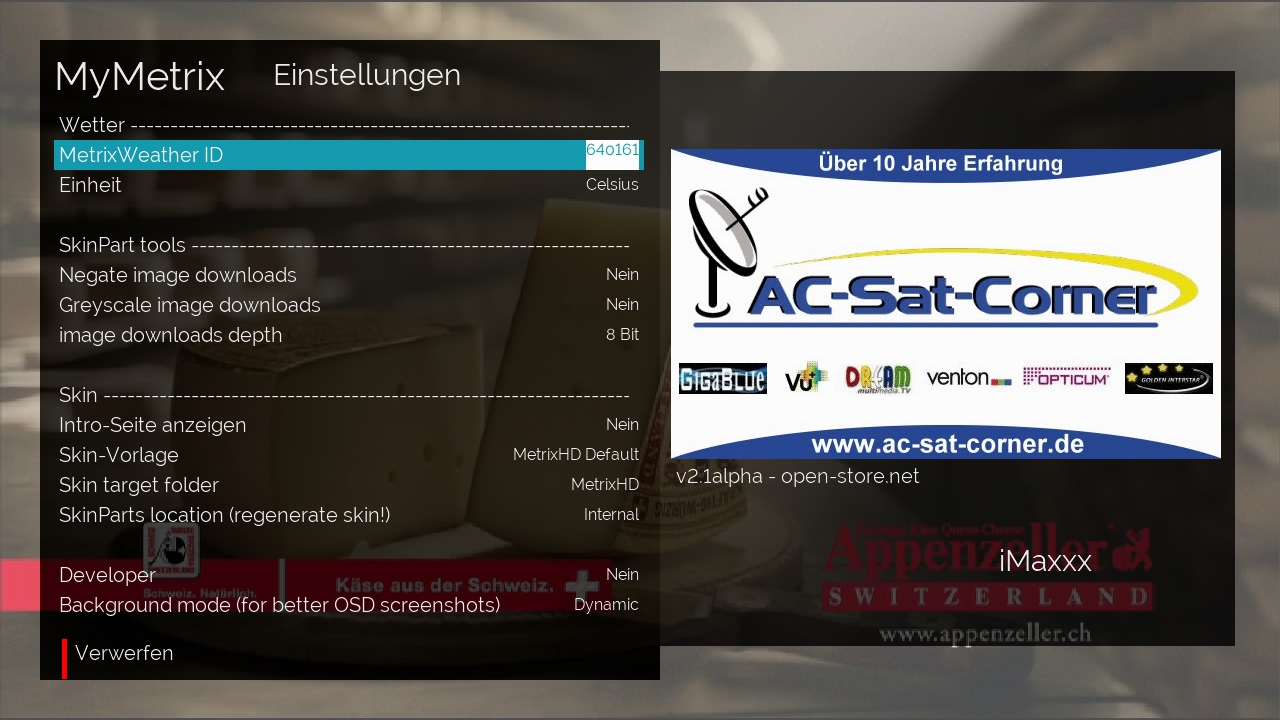 MyMetrix Einstellungen
Wetter --------------------------------------------------------------
MetrixWeather ID 640161
Einheit Celsius
SkinPart tools -------------------------------------------------------
Negate image downloads Nein
Greyscale image downloads Nein
image downloads depth 8 Bit
Skin ------------------------------------------------------------------
Intro-Seite anzeigen Nein
Skin-Vorlage MetrixHD Default
Skin target folder MetrixHD
SkinParts location (regenerate skin!) Internal
Developer Nein
Background mode (for better OSD screenshots) Dynamic
Verwerfen
Über 10 Jahre Erfahrung
AC-Sat-Corner
GIGABLUE VU+ DREAM multimedia.TV venton OPTICUM GOLDEN INTERSTAR
www.ac-sat-corner.de
v2.1alpha - open-store.net
iMaxxx
Appenzeller
SWITZERLAND
www.appenzeller.ch
Schweiz. Natürlich.
Käse aus der Schweiz.